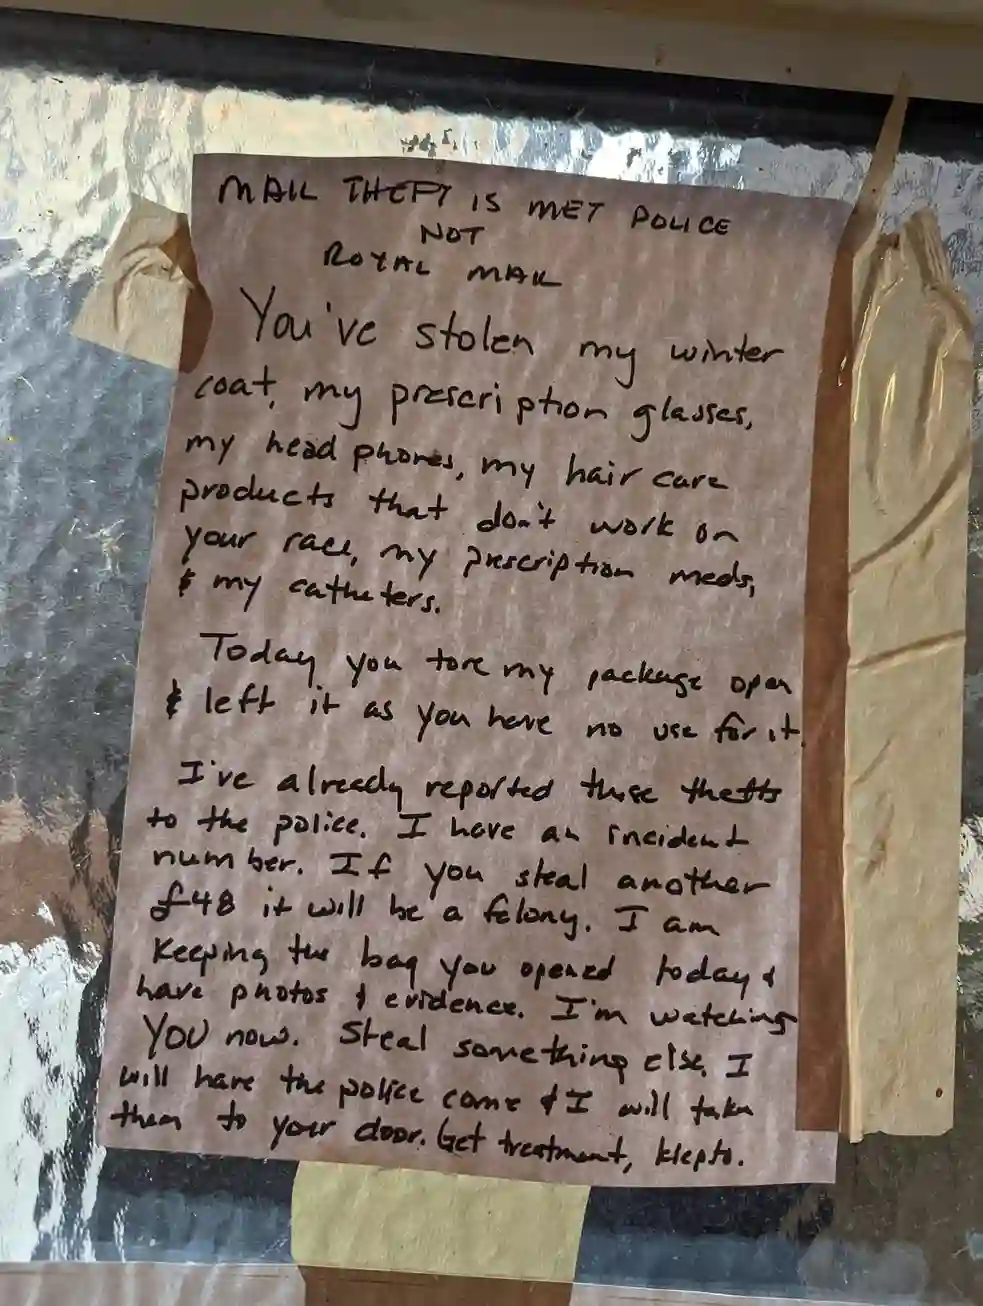 MAIL THEFT IS MET POLICE
NOT
ROYAL MAIL
You've stolen my winter
coat, my prescription glasses,
my head phones, my hair care
products that don't work on
your race, my prescription meds,
& my catheters.
Today you tore my package open
& left it as you have no use for it.
I've already reported these thefts
to the police. I have an incident
number. If you steal another
£48 it will be a felony. I am
keeping the bag you opened today &
have photos & evidence. I'm watching
YOU now. Steal something else, I
will have the police come & I will take
them to your door. Get treatment, klepto.